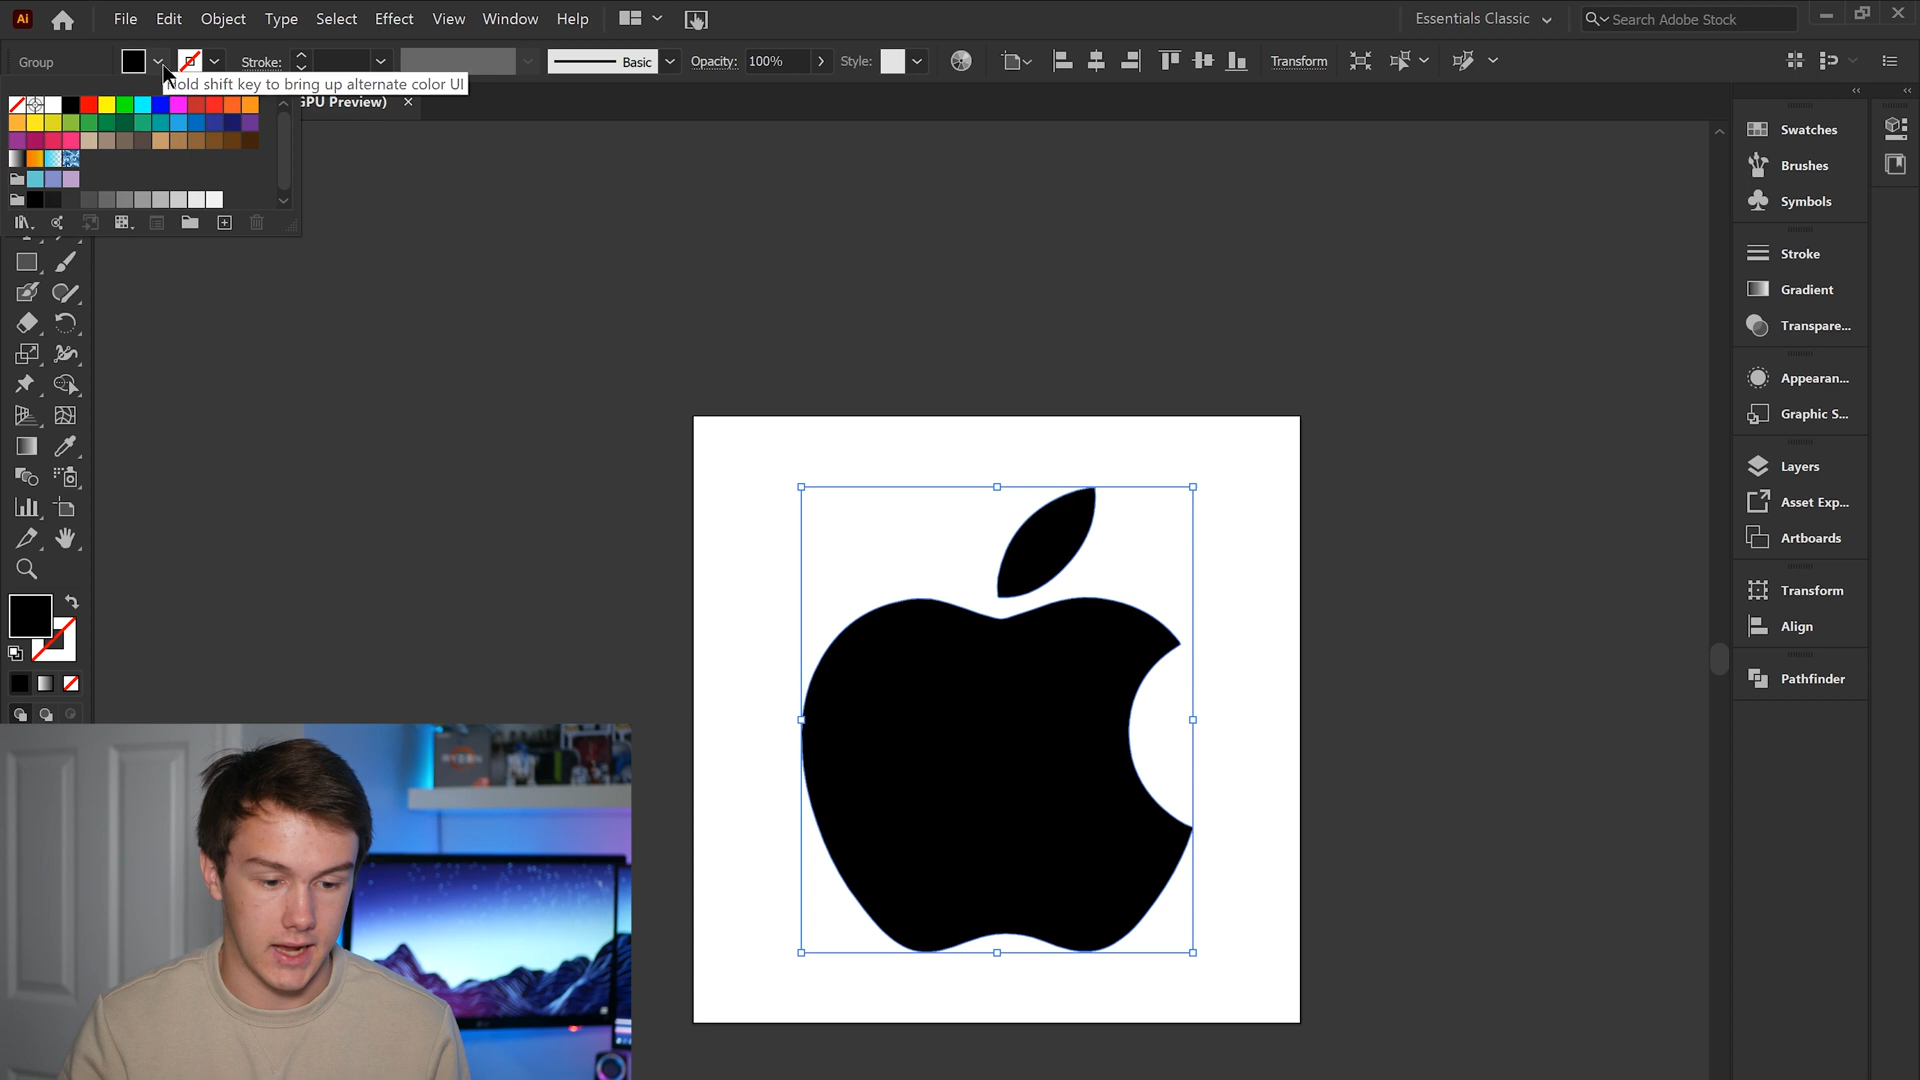 Ai File Edit Object Type Select Effect View Window Help Essentials Classic Search Adobe Stock
Group Stroke: Basic Opacity: 100% Style: Transform
Hold shift key to bring up alternate color UI
GPU Preview) ×
Swatches
Brushes
Symbols
Stroke
Gradient
Transpare...
Appearan...
Graphic S...
Layers
Asset Exp...
Artboards
Transform
Align
Pathfinder
RYZEN